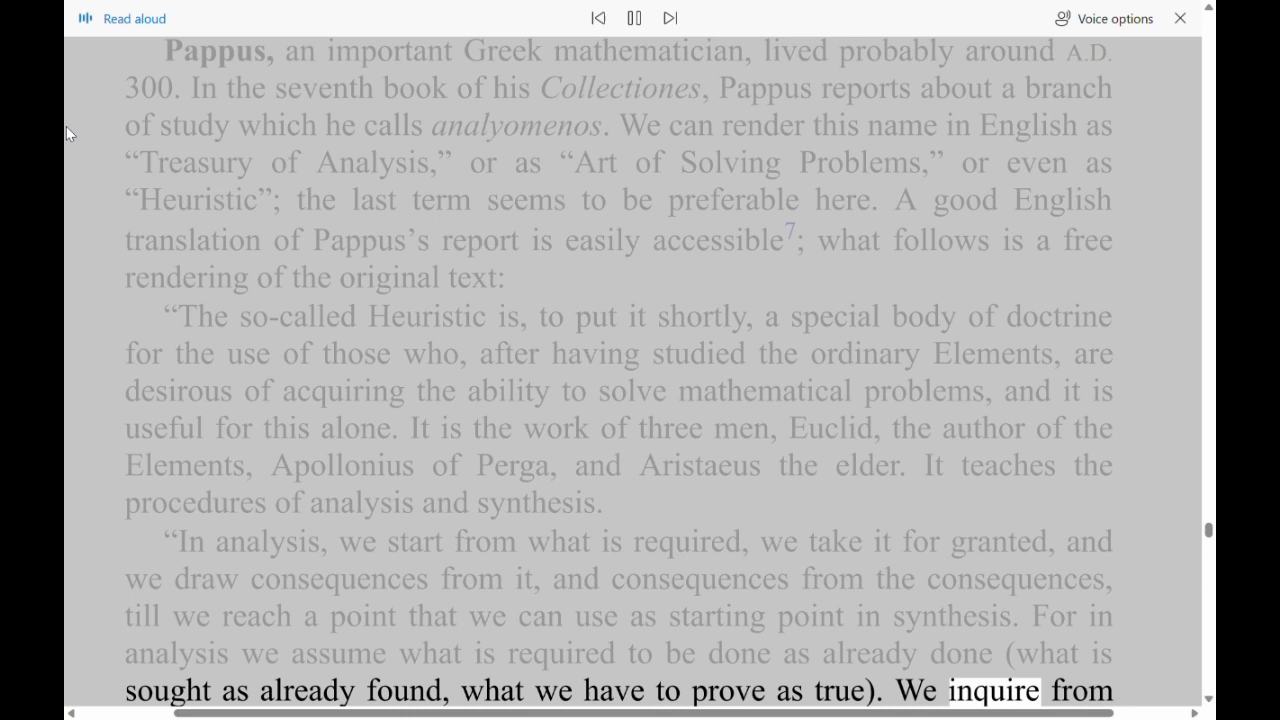 Read aloud
Voice options
Pappus, an important Greek mathematician, lived probably around A.D.
300. In the seventh book of his Collectiones, Pappus reports about a branch
of study which he calls analyomenos. We can render this name in English as
“Treasury of Analysis,” or as “Art of Solving Problems,” or even as
“Heuristic”; the last term seems to be preferable here. A good English
translation of Pappus’s report is easily accessible7; what follows is a free
rendering of the original text:
“The so-called Heuristic is, to put it shortly, a special body of doctrine
for the use of those who, after having studied the ordinary Elements, are
desirous of acquiring the ability to solve mathematical problems, and it is
useful for this alone. It is the work of three men, Euclid, the author of the
Elements, Apollonius of Perga, and Aristaeus the elder. It teaches the
procedures of analysis and synthesis.
“In analysis, we start from what is required, we take it for granted, and
we draw consequences from it, and consequences from the consequences,
till we reach a point that we can use as starting point in synthesis. For in
analysis we assume what is required to be done as already done (what is
sought as already found, what we have to prove as true). We inquire from